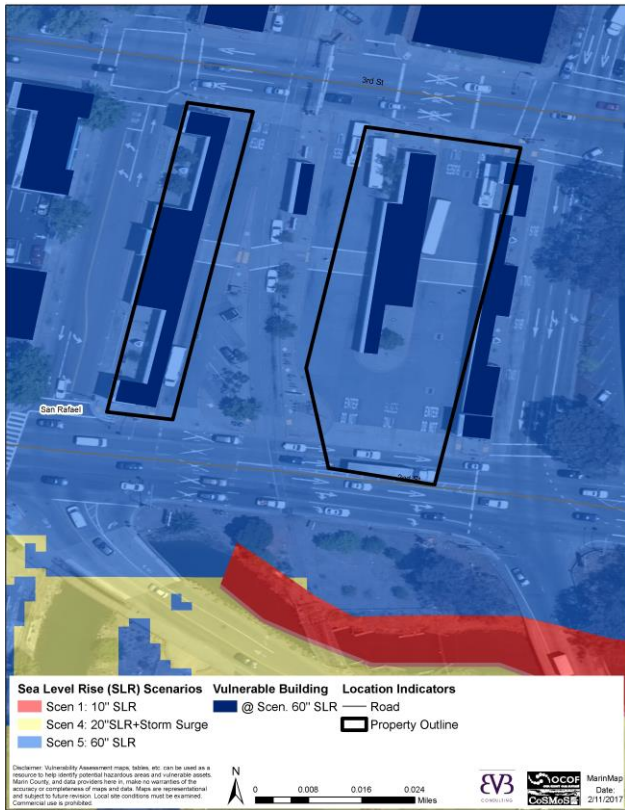 3rd St
San Rafael
2nd St
Sea Level Rise (SLR) Scenarios
Scen 1: 10" SLR
Scen 4: 20"SLR+Storm Surge
Scen 5: 60" SLR
Vulnerable Building
@ Scen. 60" SLR
Location Indicators
Road
Property Outline
Disclaimer: Vulnerability Assessment maps, tables, etc. can be used as a
resource to help identify potential hazardous areas and vulnerable assets.
Marin County, and data providers here in, make no warranties of the
accuracy or completeness of maps and data. Maps are representational
and subject to future revision. Local site conditions must be examined.
Commercial use is prohibited.
N
0 0.008 0.016 0.024
Miles
CONSULTING
OCOF
CoSMoS
MarinMap
Date:
2/11/2017